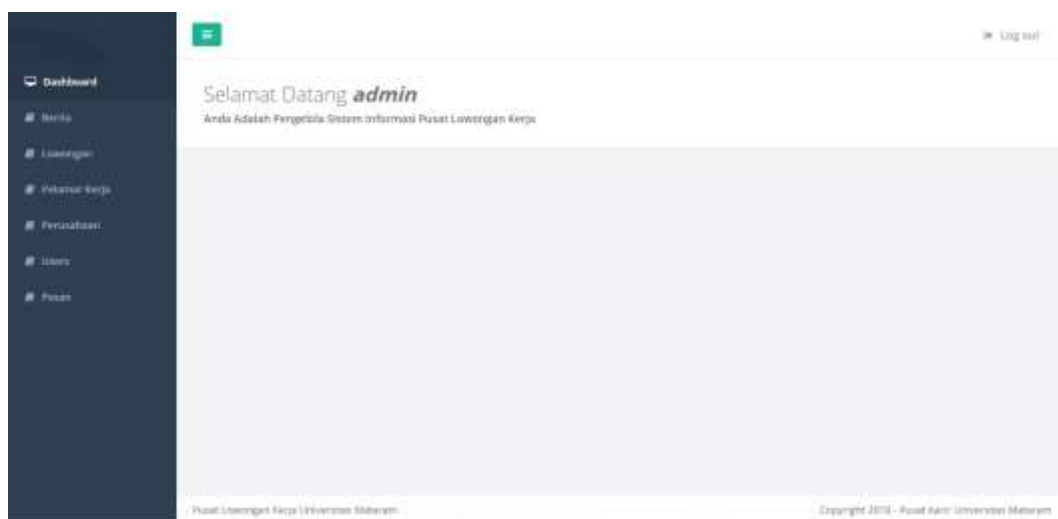 Log out
Dashboard
Selamat Datang admin
Anda Adalah Pengelola Sistem Informasi Pusat Lowongan Kerja
Berita
Lowongan
Pelamar Kerja
Perusahaan
Users
Pesan
Pusat Lowongan Kerja Universitas Mataram
Copyright 2018 - Pusat Karir Universitas Mataram